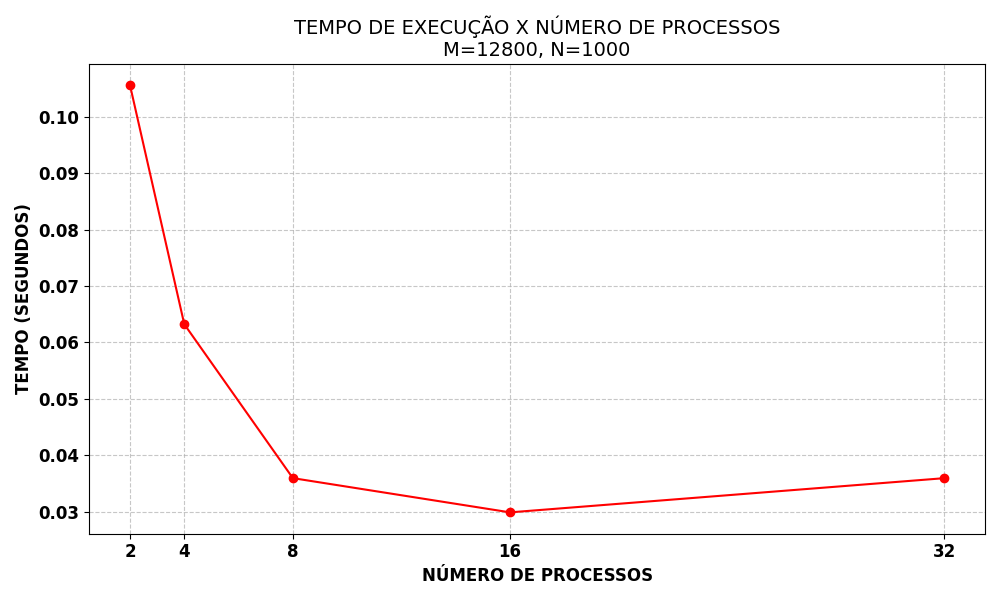 TEMPO DE EXECUÇÃO X NÚMERO DE PROCESSOS
M=12800, N=1000
TEMPO (SEGUNDOS)
0.10
0.09
0.08
0.07
0.06
0.05
0.04
0.03
2 4 8 16 32
NÚMERO DE PROCESSOS